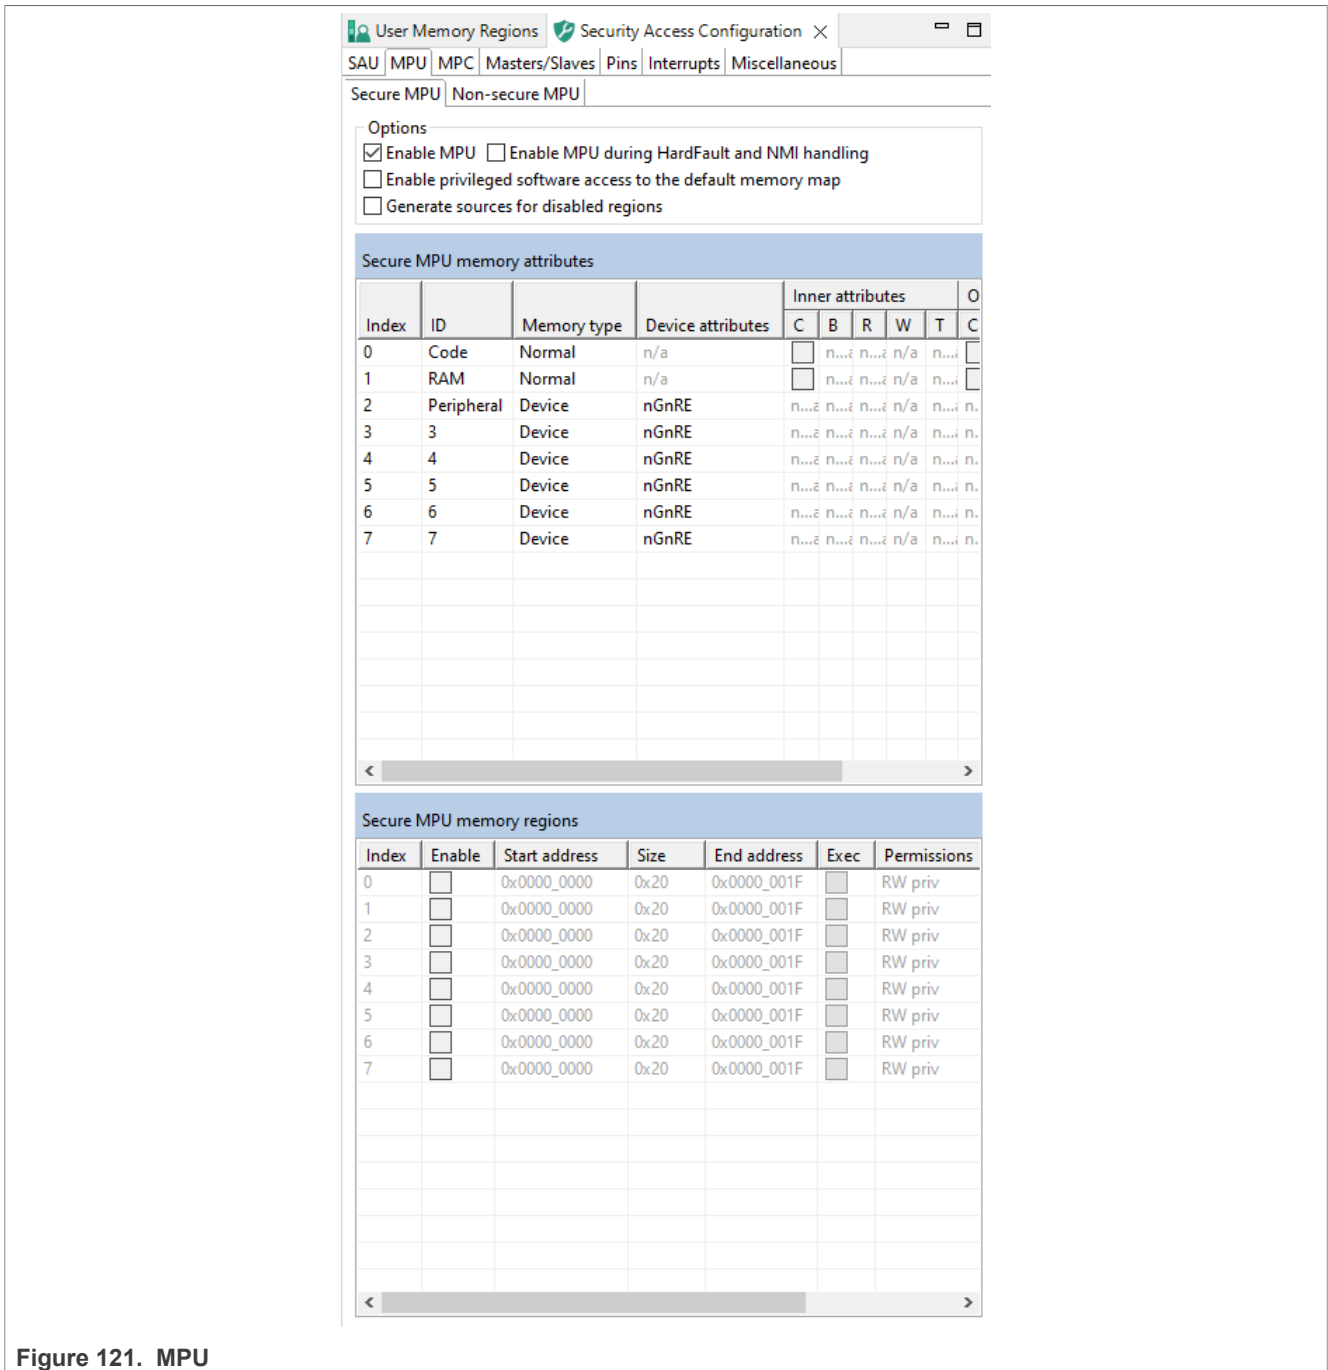 User Memory Regions Security Access Configuration
SAU MPU MPC Masters/Slaves Pins Interrupts Miscellaneous
Secure MPU Non-secure MPU
Options
Enable MPU Enable MPU during HardFault and NMI handling
Enable privileged software access to the default memory map
Generate sources for disabled regions
Secure MPU memory attributes
Inner attributes O
Index ID Memory type Device attributes C B R W T C
0 Code Normal n/a n... n... n/a n...
1 RAM Normal n/a n... n... n/a n...
2 Peripheral Device nGnRE n... n... n... n/a n... n.
3 3 Device nGnRE n... n... n... n/a n... n.
4 4 Device nGnRE n... n... n... n/a n... n.
5 5 Device nGnRE n... n... n... n/a n... n.
6 6 Device nGnRE n... n... n... n/a n... n.
7 7 Device nGnRE n... n... n... n/a n... n.
Secure MPU memory regions
Index Enable Start address Size End address Exec Permissions
0 0x0000_0000 0x20 0x0000_001F RW priv
1 0x0000_0000 0x20 0x0000_001F RW priv
2 0x0000_0000 0x20 0x0000_001F RW priv
3 0x0000_0000 0x20 0x0000_001F RW priv
4 0x0000_0000 0x20 0x0000_001F RW priv
5 0x0000_0000 0x20 0x0000_001F RW priv
6 0x0000_0000 0x20 0x0000_001F RW priv
7 0x0000_0000 0x20 0x0000_001F RW priv
Figure 121. MPU